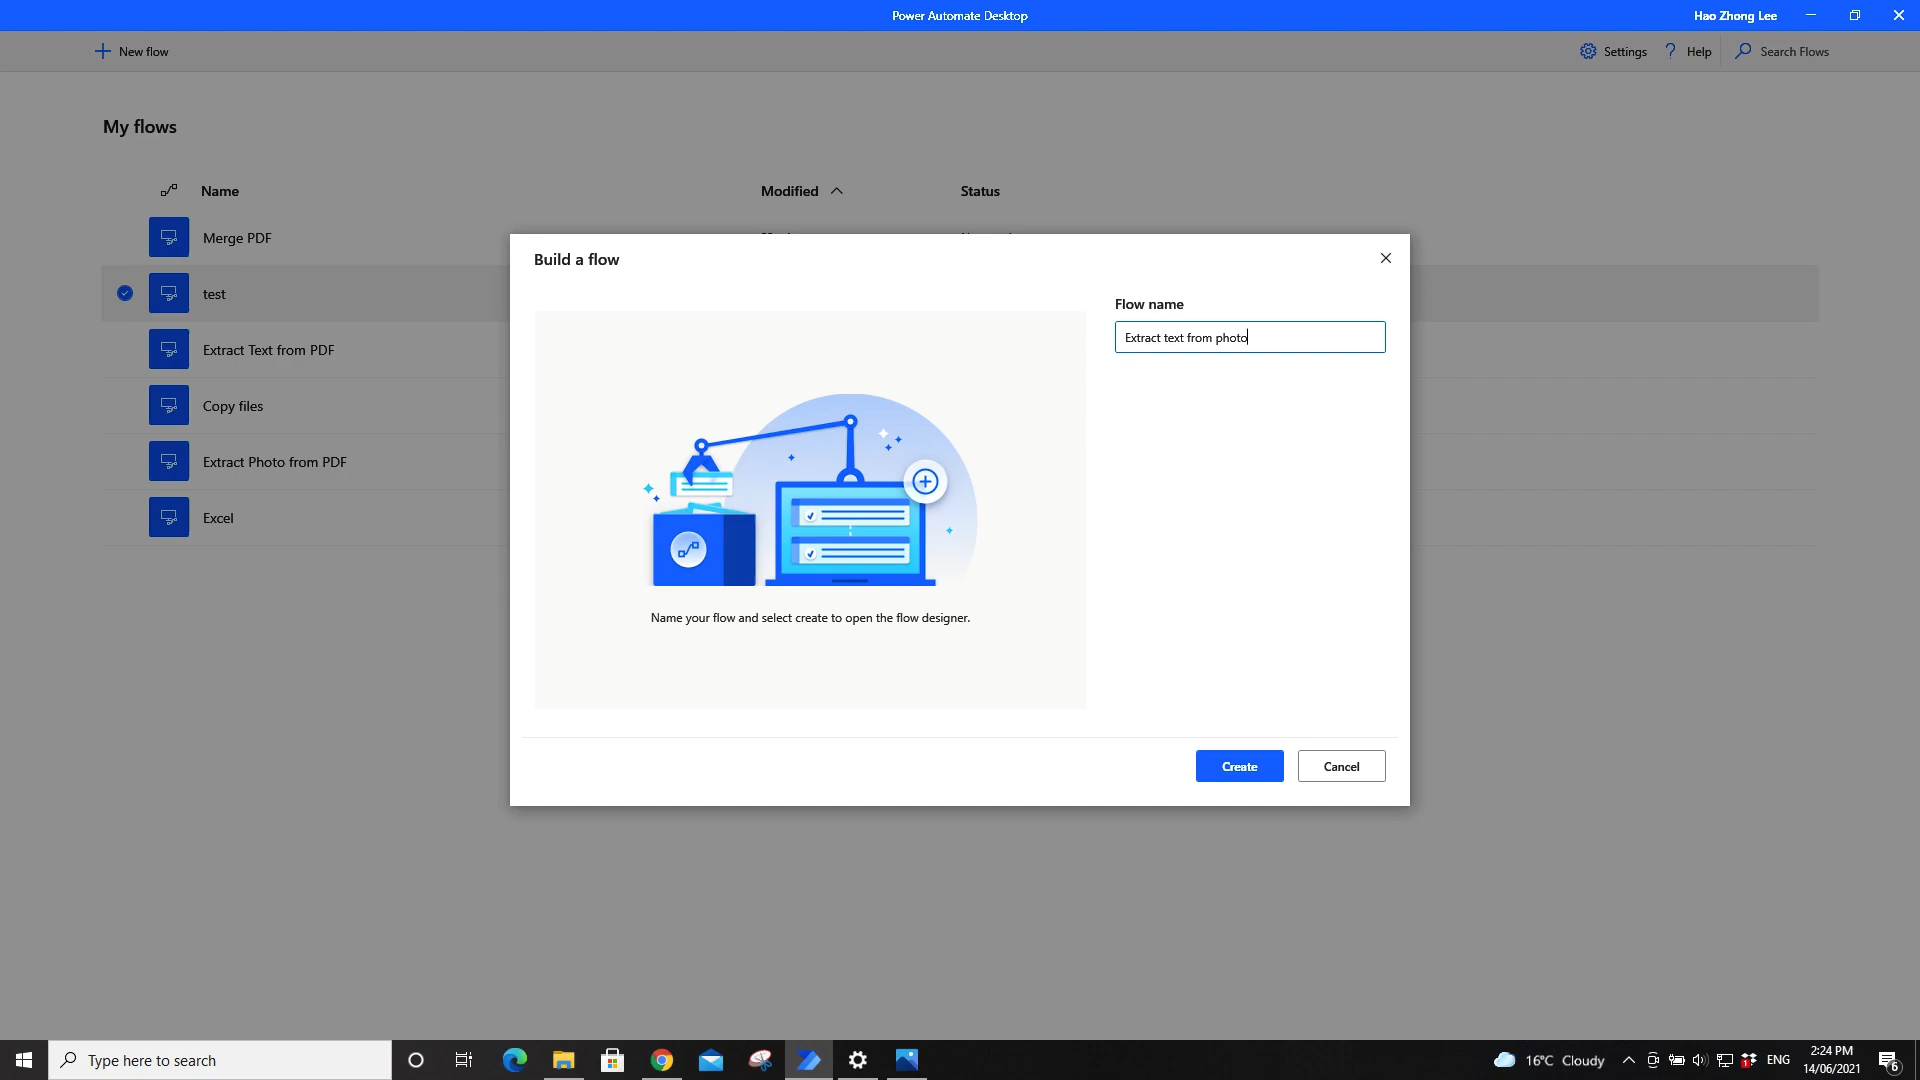 Power Automate Desktop
Hao Zhong Lee
New flow
Settings
Help
Search Flows
My flows
Name
Modified
Status
Merge PDF
test
Extract Text from PDF
Copy files
Extract Photo from PDF
Excel
Build a flow
Flow name
Extract text from photo
Name your flow and select create to open the flow designer.
Create
Cancel
Type here to search
16°C Cloudy
ENG
2:24 PM
14/06/2021
6